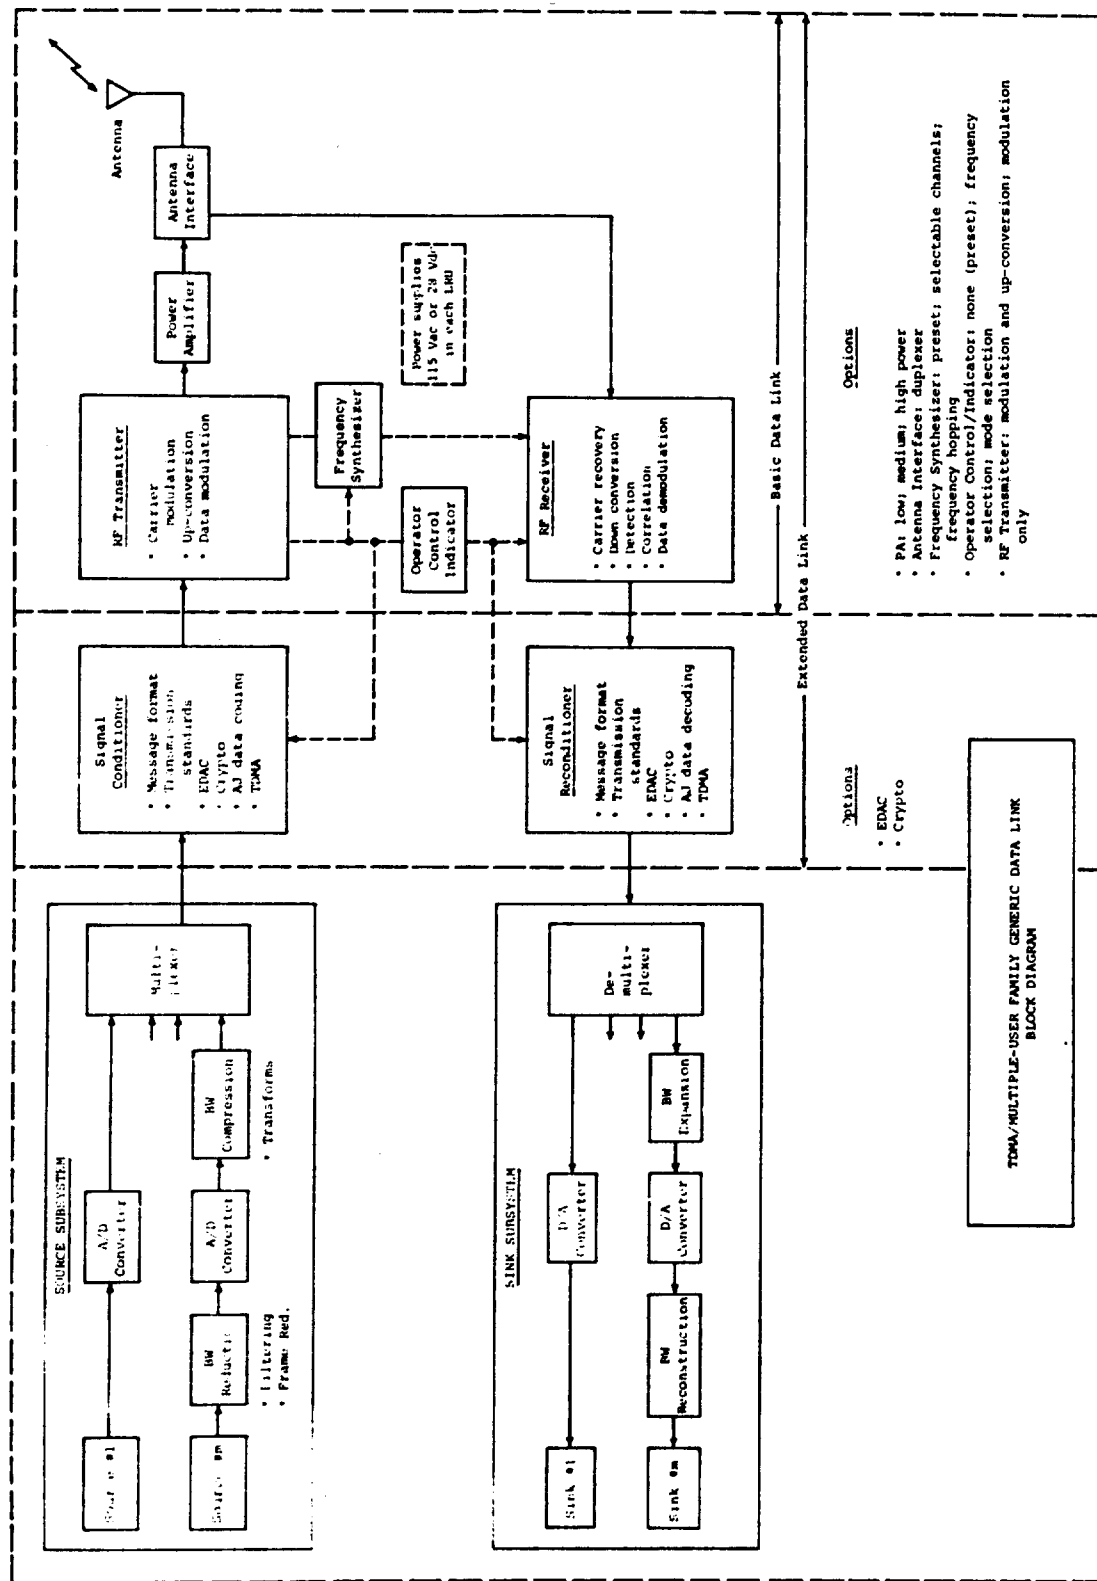 SOURCE SUBSYSTEM
#1
A/D
Converter
#m
BW
Filtering
Frame Red.
A/D
Converter
BW
Compression
Transforms
Multi-
plexer
Signal
Conditioner
Message format
Transmission
standards
EDAC
Crypto
AJ data coding
TDMA
RF Transmitter
Carrier
modulation
Up-conversion
Data modulation
Power
Amplifier
Antenna
Interface
Antenna
Frequency
Synthesizer
Operator
Control
Indicator
Power supplies
115 Vac or 28 Vdc
in each LRU
SINK SUBSYSTEM
Sink #1
D/A
Converter
Sink #m
BW
Reconstruction
D/A
Converter
BW
Expansion
De-
multi-
plexer
Signal
Reconditioner
Message format
Transmission
standards
EDAC
Crypto
AJ data decoding
TDMA
RF Receiver
Carrier recovery
Down conversion
Detection
Correlation
Data demodulation
Basic Data Link
Extended Data Link
Options
• EDAC
• Crypto
Options
• PA: low; medium; high power
• Antenna Interface: duplexer
• Frequency Synthesizer: preset; selectable channels;
frequency hopping
• Operator Control/Indicator: none (preset); frequency
selection; mode selection
• RF Transmitter: modulation and up-conversion; modulation
only
TDMA/MULTIPLE-USER FAMILY GENERIC DATA LINK
BLOCK DIAGRAM